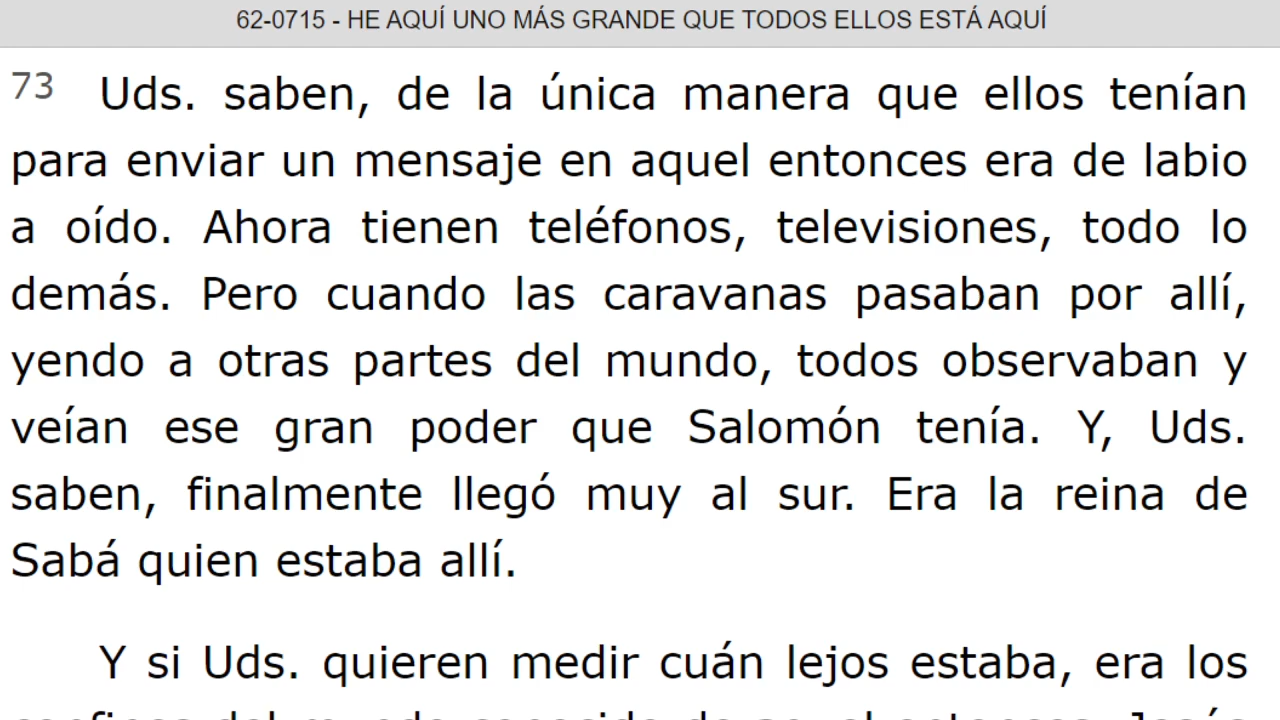 62-0715 - HE AQUÍ UNO MÁS GRANDE QUE TODOS ELLOS ESTÁ AQUÍ
73 Uds. saben, de la única manera que ellos tenían
para enviar un mensaje en aquel entonces era de labio
a oído. Ahora tienen teléfonos, televisiones, todo lo
demás. Pero cuando las caravanas pasaban por allí,
yendo a otras partes del mundo, todos observaban y
veían ese gran poder que Salomón tenía. Y, Uds.
saben, finalmente llegó muy al sur. Era la reina de
Sabá quien estaba allí.
Y si Uds. quieren medir cuán lejos estaba, era los